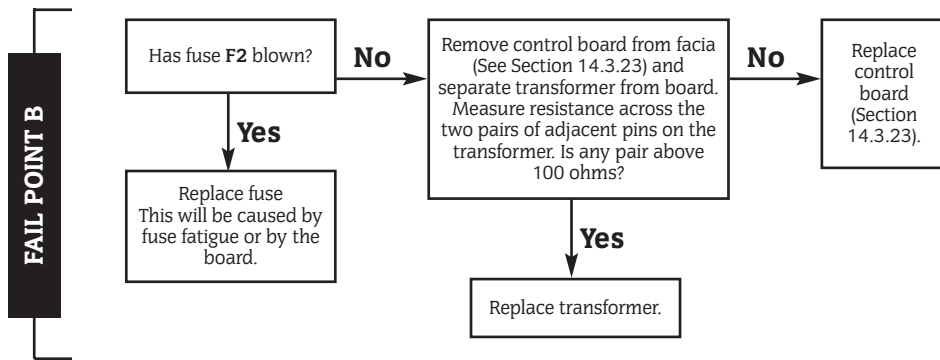 FAIL POINT B
Has fuse F2 blown?
No
Remove control board from facia
(See Section 14.3.23) and
separate transformer from board.
Measure resistance across the
two pairs of adjacent pins on the
transformer. Is any pair above
100 ohms?
No
Replace
control
board
(Section
14.3.23).
Yes
Replace fuse
This will be caused by
fuse fatigue or by the
board.
Yes
Replace transformer.